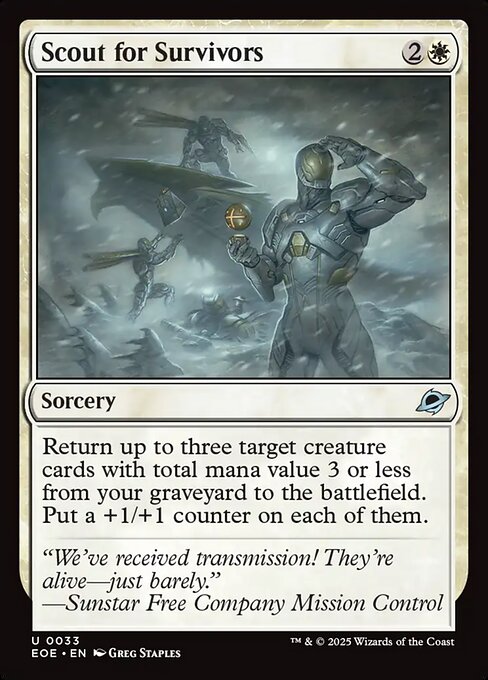 Scout for Survivors 2
Sorcery
Return up to three target creature
cards with total mana value 3 or less
from your graveyard to the battlefield.
Put a +1/+1 counter on each of them.
“We’ve received transmission! They’re
alive—just barely.”
—Sunstar Free Company Mission Control
U 0033
EOE • EN Greg Staples
™ & © 2025 Wizards of the Coast